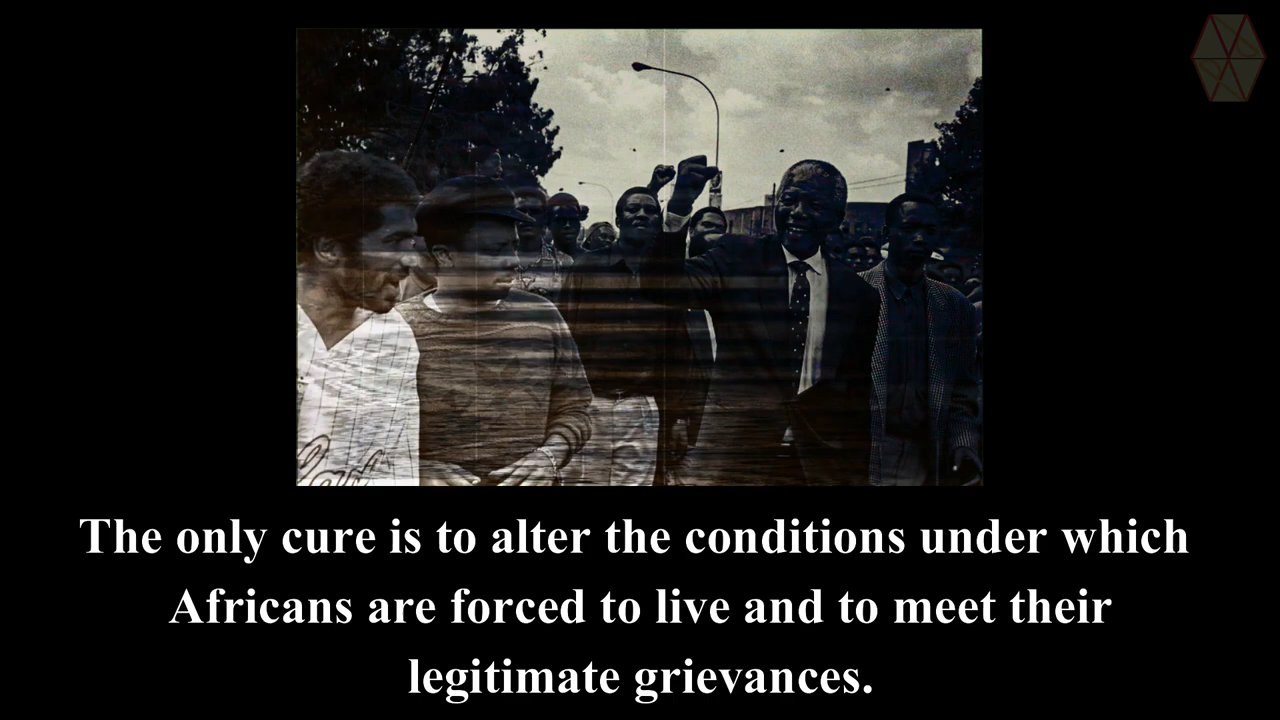 The only cure is to alter the conditions under which
Africans are forced to live and to meet their
legitimate grievances.